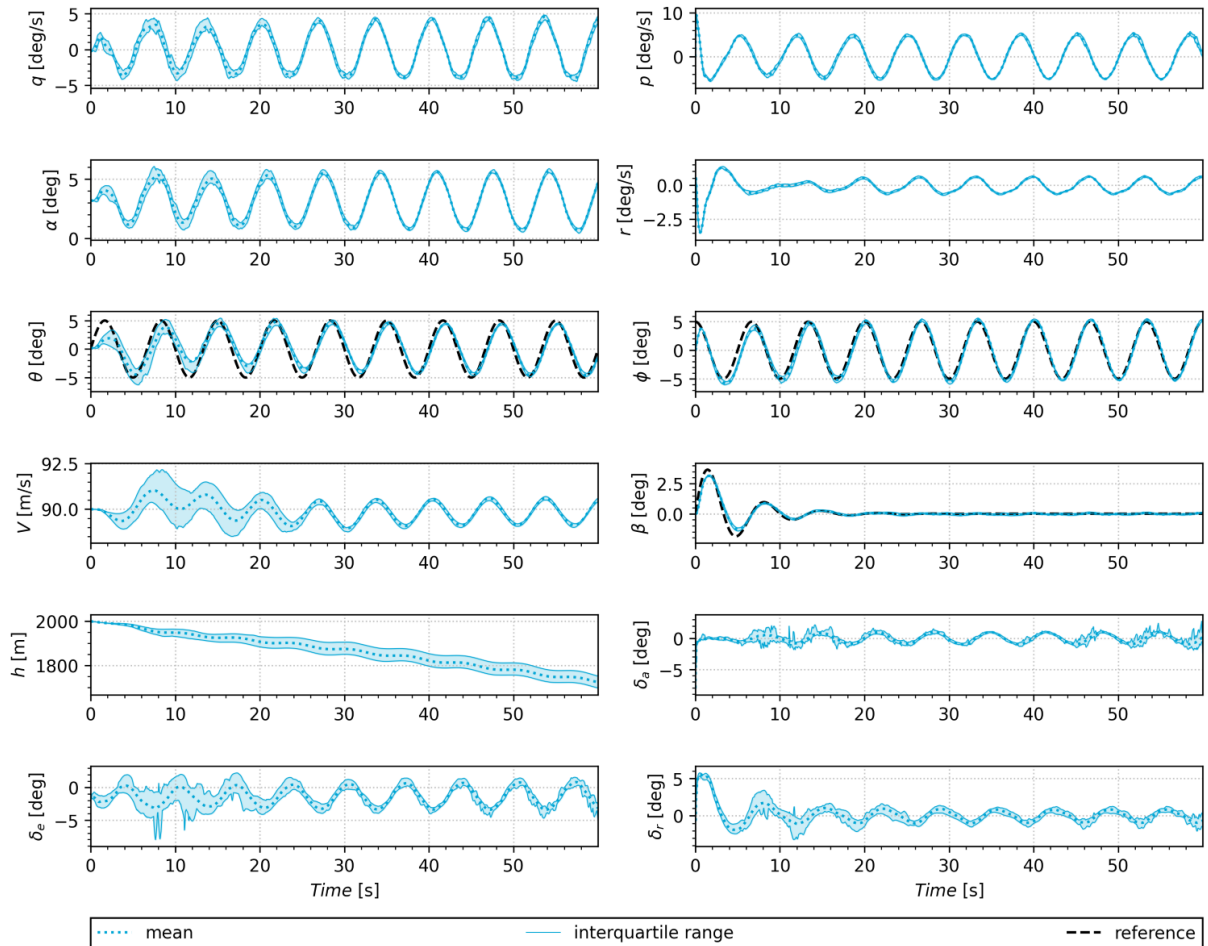 q [deg/s]
5
0
−5
0 10 20 30 40 50
p [deg/s]
10
0
0 10 20 30 40 50
α [deg]
5
0
0 10 20 30 40 50
r [deg/s]
0.0
−2.5
0 10 20 30 40 50
θ [deg]
5
0
−5
0 10 20 30 40 50
ϕ [deg]
5
0
−5
0 10 20 30 40 50
V [m/s]
92.5
90.0
0 10 20 30 40 50
β [deg]
2.5
0.0
0 10 20 30 40 50
h [m]
2000
1800
0 10 20 30 40 50
δa [deg]
0
−5
0 10 20 30 40 50
δe [deg]
0
−5
0 10 20 30 40 50
Time [s]
δr [deg]
5
0
0 10 20 30 40 50
Time [s]
mean interquartile range reference